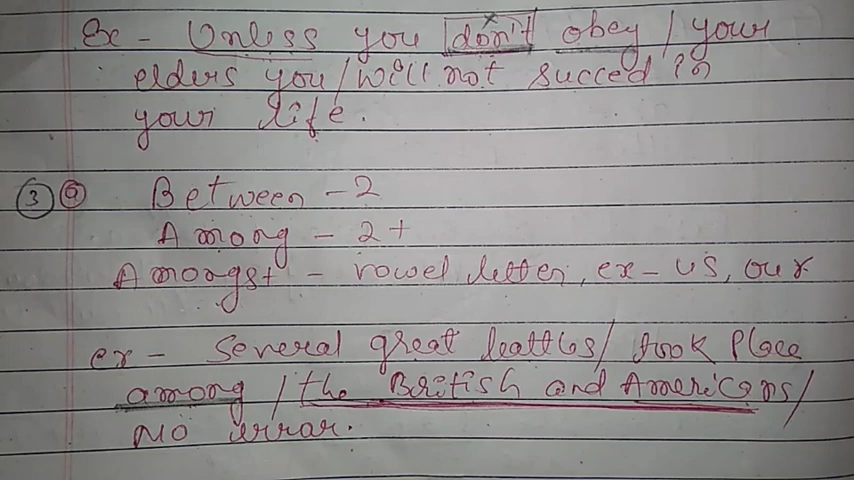 Ex - Unless you don't obey / your
elders you / will not succed in
your life.
3 Between - 2
Among - 2+
Amongst - vowel letter, ex - us, our
ex - Several great battles / took place
among / the British and Americans /
No error.